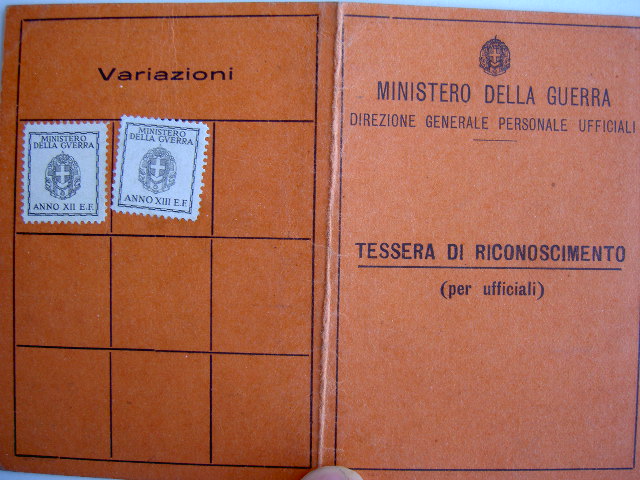 Variazioni
MINISTERO
DELLA GVERRA
ANNO XII E.F.
MINISTERO
DELLA GVERRA
ANNO XIII E.F.
MINISTERO DELLA GUERRA
DIREZIONE GENERALE PERSONALE UFFICIALI
TESSERA DI RICONOSCIMENTO
(per ufficiali)